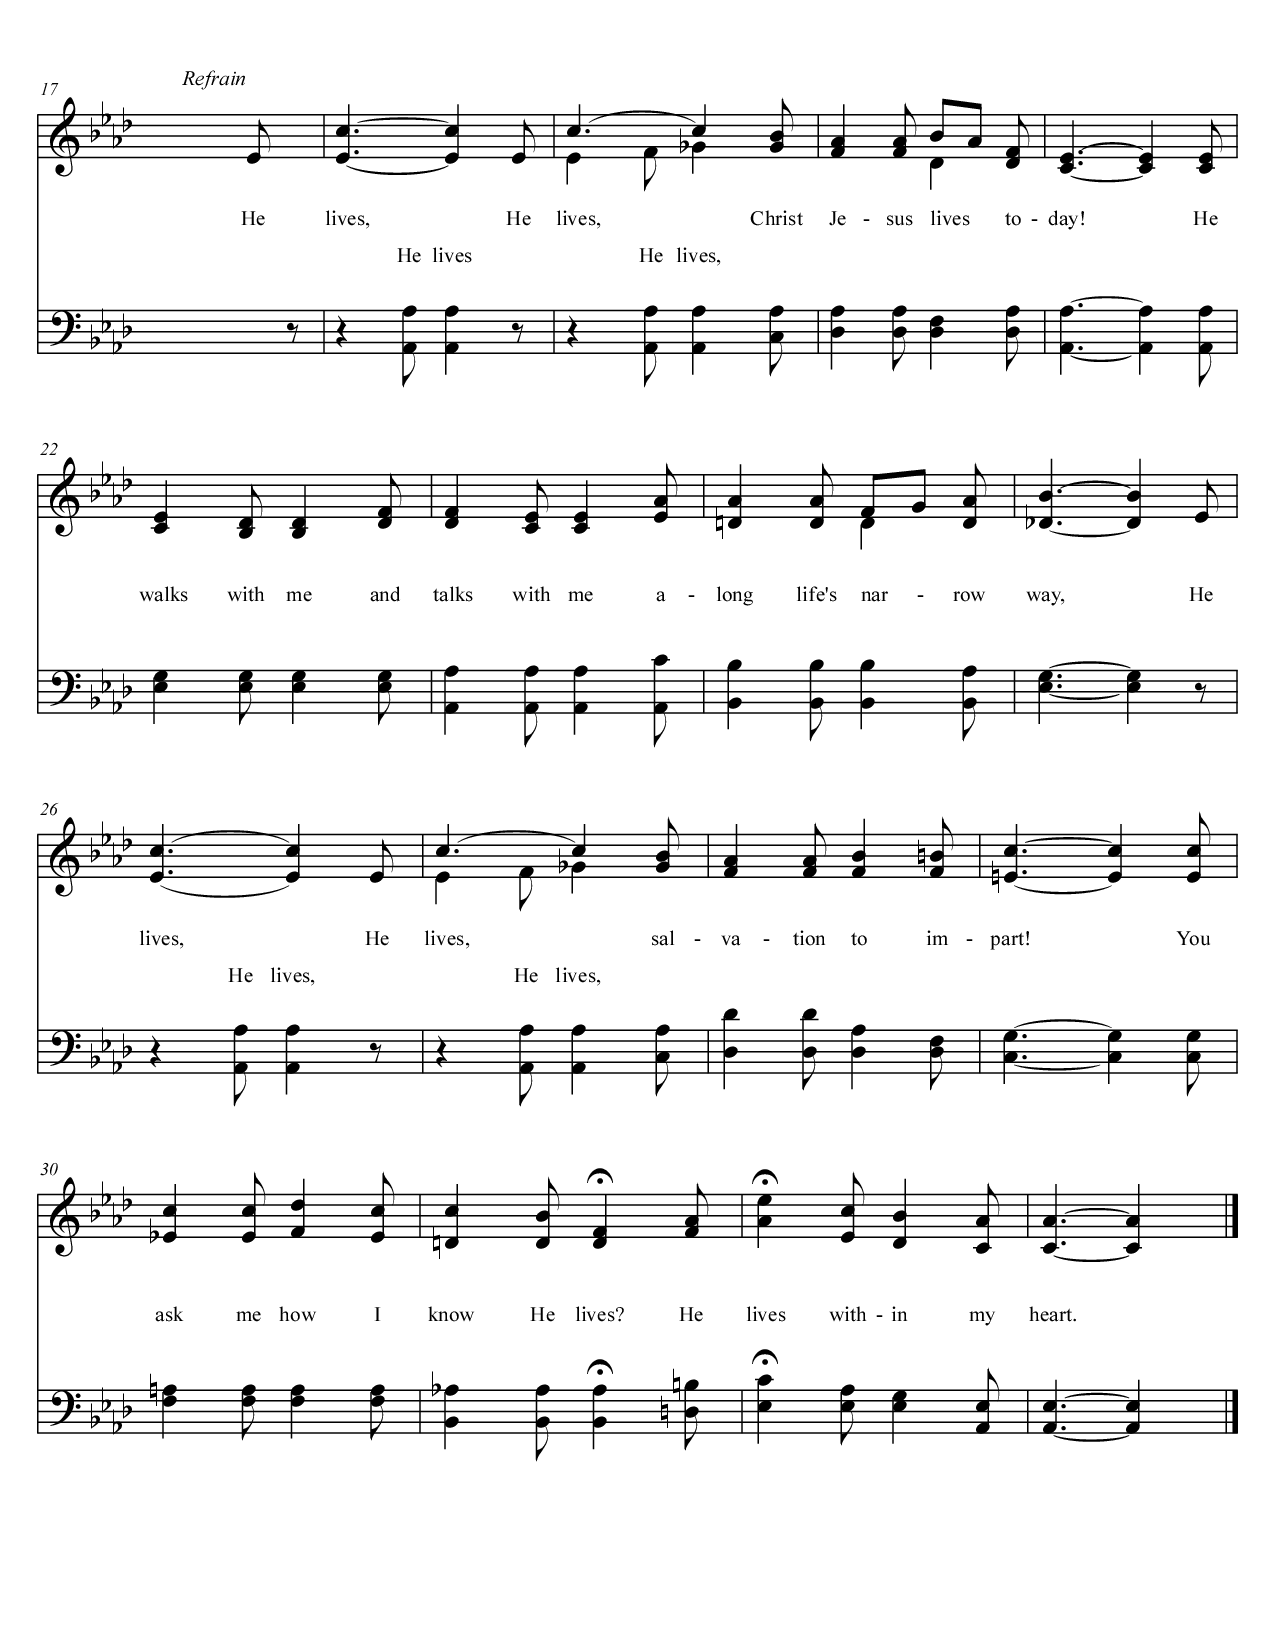 17
Refrain
He lives, He lives, Christ Je - sus lives to - day! He
He lives He lives,
22
walks with me and talks with me a - long life's nar - row way, He
26
lives, He lives, sal - va - tion to im - part! You
He lives, He lives,
30
ask me how I know He lives? He lives with - in my heart.